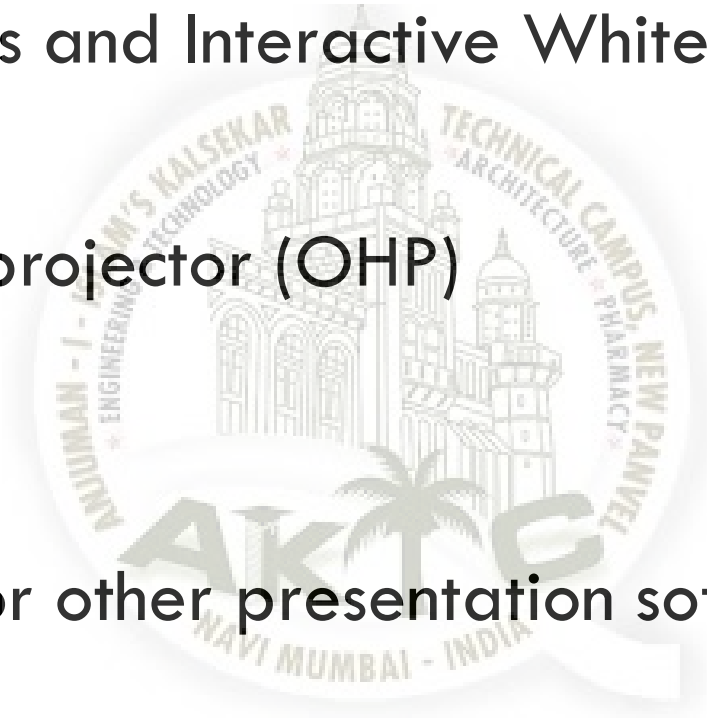 s and Interactive White
projector (OHP)
or other presentation sof
ANJUMAN - I - ISLAM'S KALSEKAR TECHNICAL CAMPUS, NEW PANVEL
ENGINEERING TECHNOLOGY ARCHITECTURE PHARMACY
AKTC
NAVI MUMBAI - INDIA